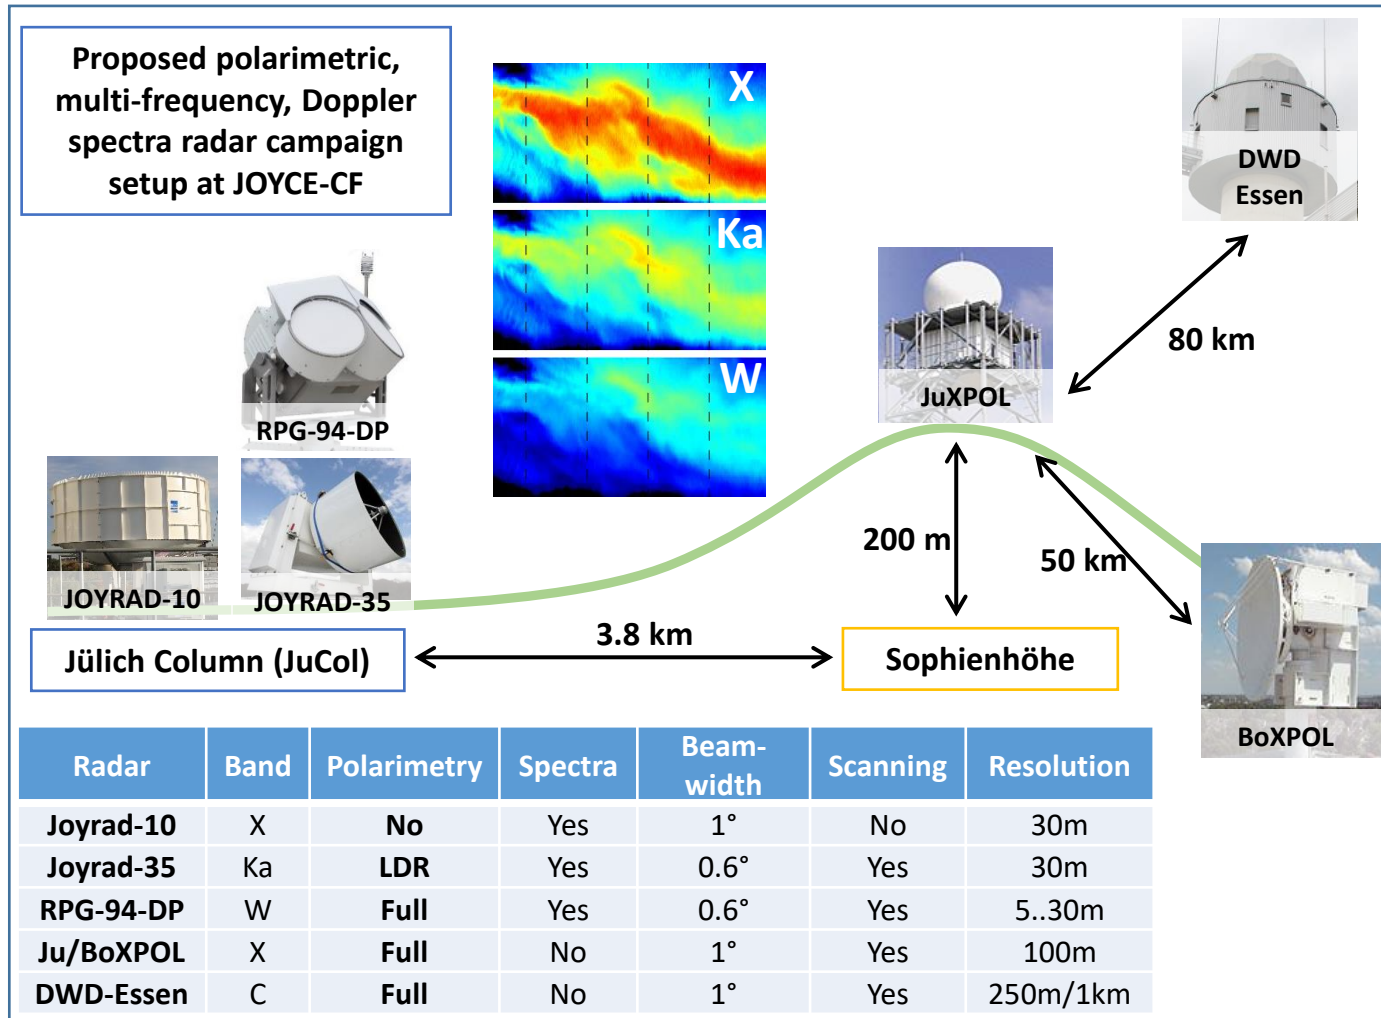 Proposed polarimetric,
multi-frequency, Doppler
spectra radar campaign
setup at JOYCE-CF
X
Ka
W
DWD
Essen
80 km
JuXPOL
RPG-94-DP
JOYRAD-10
JOYRAD-35
200 m
50 km
3.8 km
Jülich Column (JuCol)
Sophienhöhe
BoXPOL
Radar Band Polarimetry Spectra Beam-width Scanning Resolution
Joyrad-10 X No Yes 1° No 30m
Joyrad-35 Ka LDR Yes 0.6° Yes 30m
RPG-94-DP W Full Yes 0.6° Yes 5..30m
Ju/BoXPOL X Full No 1° Yes 100m
DWD-Essen C Full No 1° Yes 250m/1km